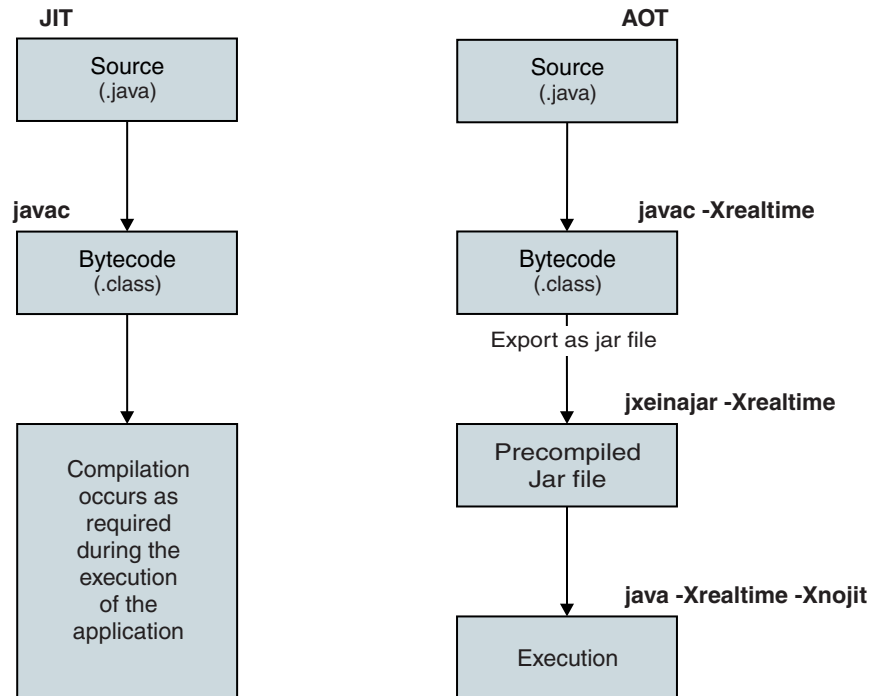 JIT
Source
(.java)
javac
Bytecode
(.class)
Compilation
occurs as
required
during the
execution
of the
application
AOT
Source
(.java)
javac -Xrealtime
Bytecode
(.class)
Export as jar file
jxeinajar -Xrealtime
Precompiled
Jar file
java -Xrealtime -Xnojit
Execution